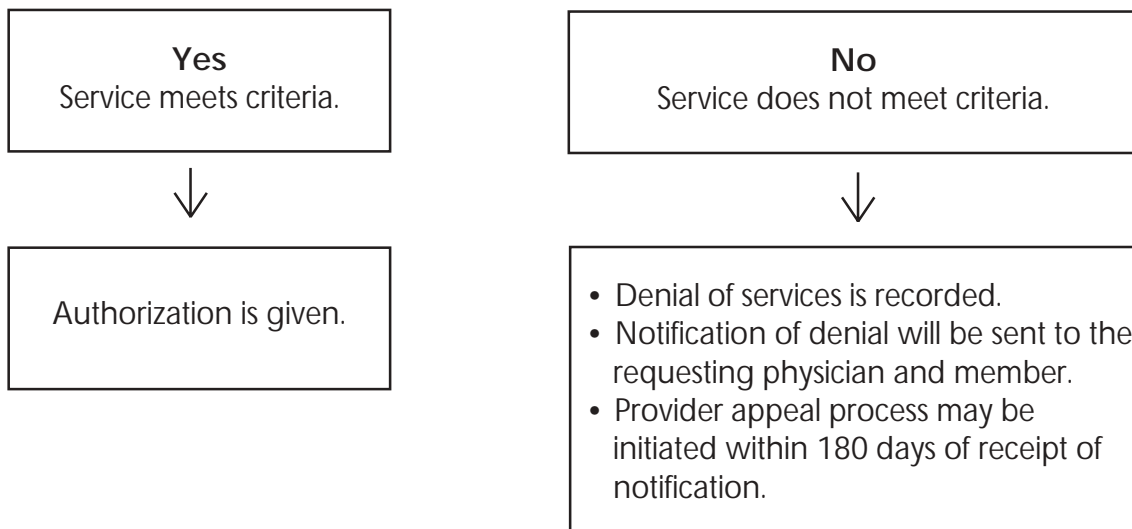 Yes
Service meets criteria.
Authorization is given.
No
Service does not meet criteria.
• Denial of services is recorded.
• Notification of denial will be sent to the
requesting physician and member.
• Provider appeal process may be
initiated within 180 days of receipt of
notification.